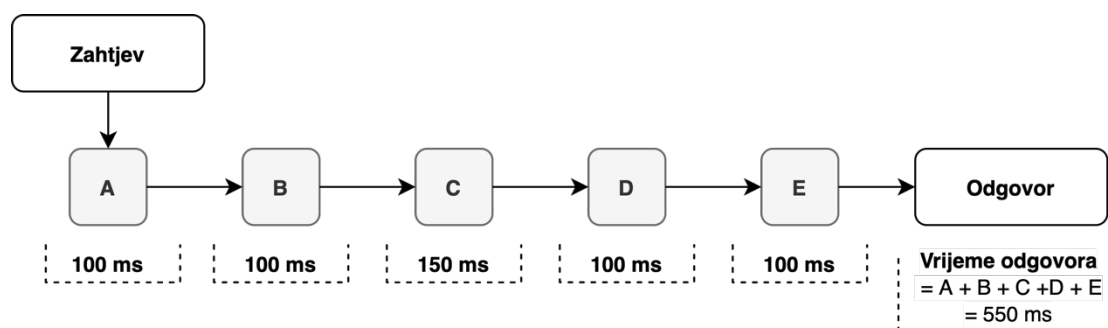 Zahtjev
A
B
C
D
E
Odgovor
100 ms
100 ms
150 ms
100 ms
100 ms
Vrijeme odgovora
= A + B + C +D + E
= 550 ms